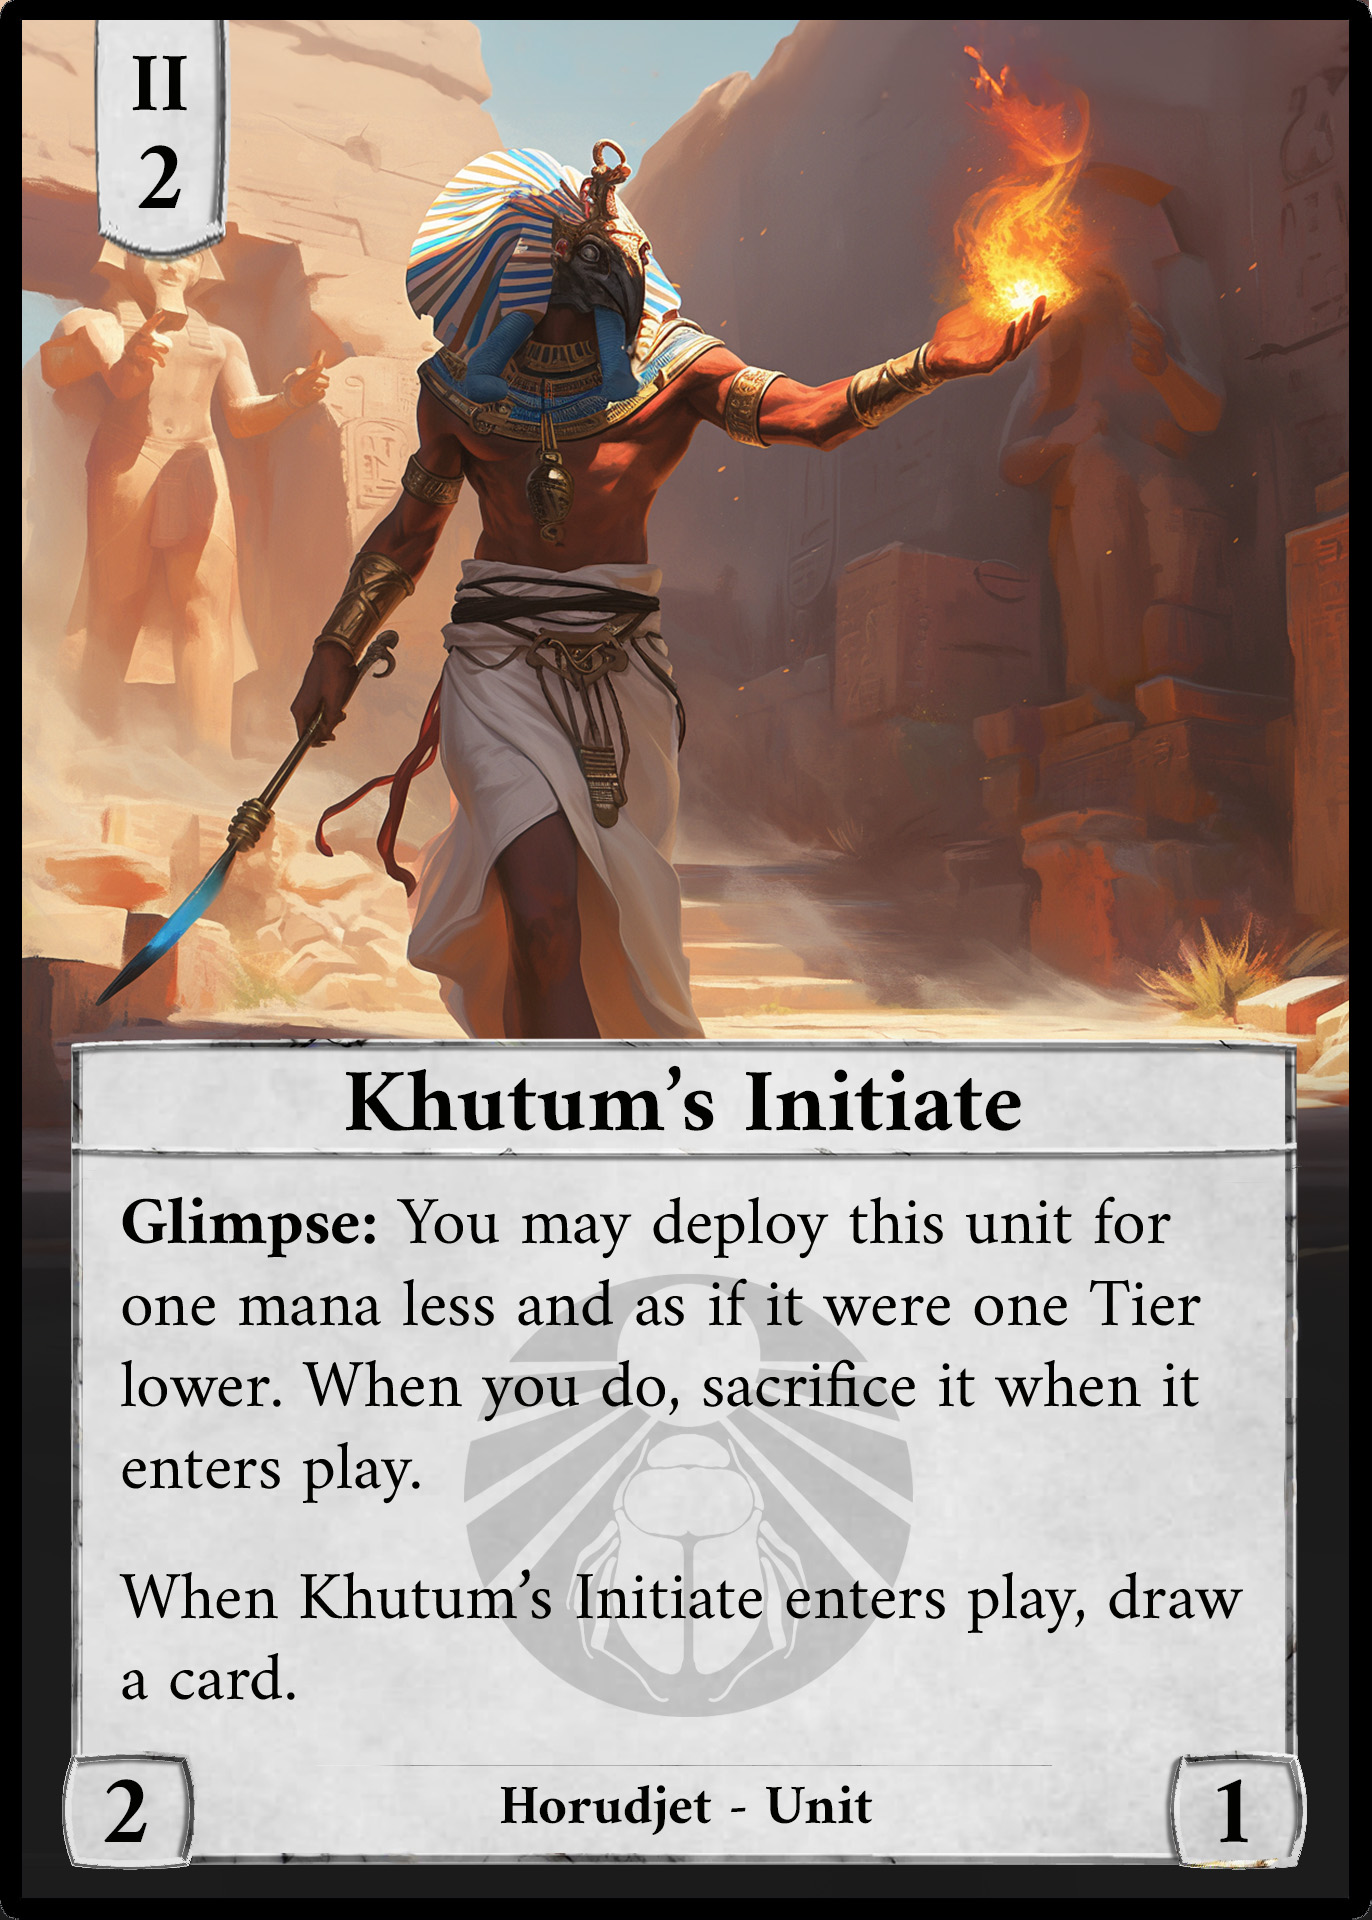 II
2
Khutum’s Initiate
Glimpse: You may deploy this unit for
one mana less and as if it were one Tier
lower. When you do, sacrifice it when it
enters play.
When Khutum’s Initiate enters play, draw
a card.
2
Horudjet - Unit
1